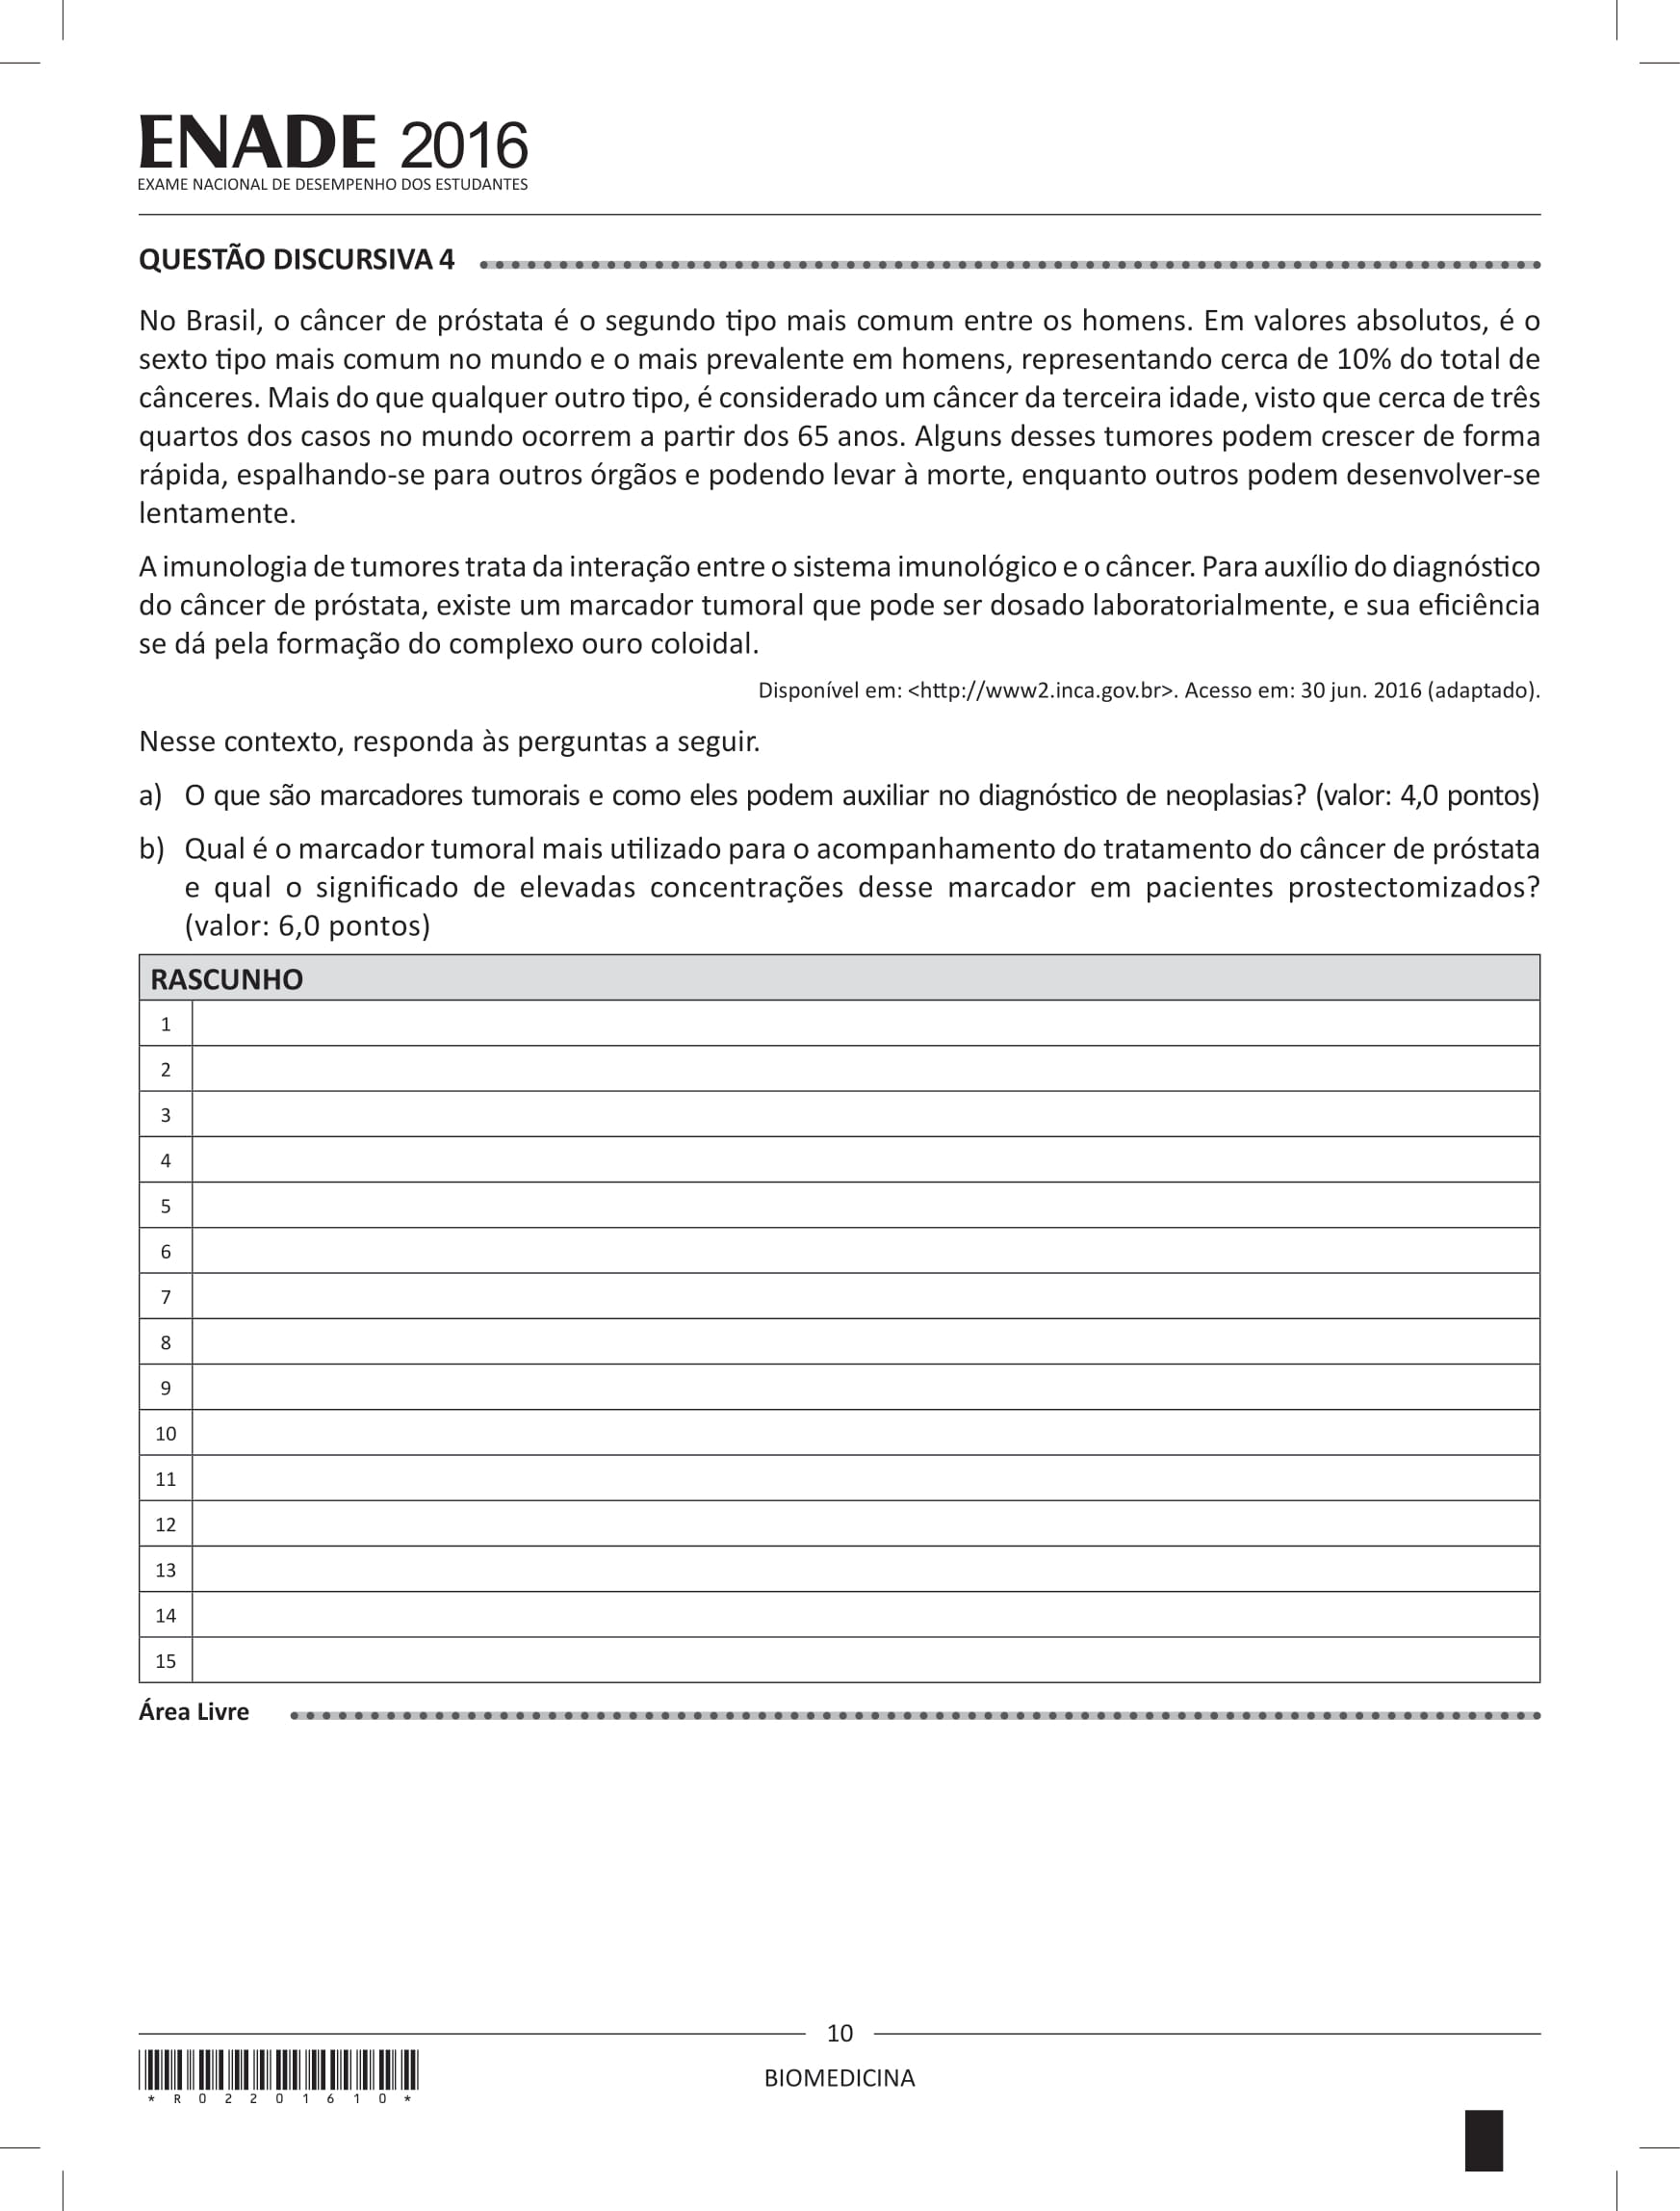 ENADE 2016
EXAME NACIONAL DE DESEMPENHO DOS ESTUDANTES
QUESTÃO DISCURSIVA 4
No Brasil, o câncer de próstata é o segundo tipo mais comum entre os homens. Em valores absolutos, é o
sexto tipo mais comum no mundo e o mais prevalente em homens, representando cerca de 10% do total de
cânceres. Mais do que qualquer outro tipo, é considerado um câncer da terceira idade, visto que cerca de três
quartos dos casos no mundo ocorrem a partir dos 65 anos. Alguns desses tumores podem crescer de forma
rápida, espalhando-se para outros órgãos e podendo levar à morte, enquanto outros podem desenvolver-se
lentamente.
A imunologia de tumores trata da interação entre o sistema imunológico e o câncer. Para auxílio do diagnóstico
do câncer de próstata, existe um marcador tumoral que pode ser dosado laboratorialmente, e sua eficiência
se dá pela formação do complexo ouro coloidal.
Disponível em: <http://www2.inca.gov.br>. Acesso em: 30 jun. 2016 (adaptado).
Nesse contexto, responda às perguntas a seguir.
a) O que são marcadores tumorais e como eles podem auxiliar no diagnóstico de neoplasias? (valor: 4,0 pontos)
b) Qual é o marcador tumoral mais utilizado para o acompanhamento do tratamento do câncer de próstata
e qual o significado de elevadas concentrações desse marcador em pacientes prostectomizados?
(valor: 6,0 pontos)
RASCUNHO
1
2
3
4
5
6
7
8
9
10
11
12
13
14
15
Área Livre
10
BIOMEDICINA
* R 0 2 2 0 1 6 1 0 *